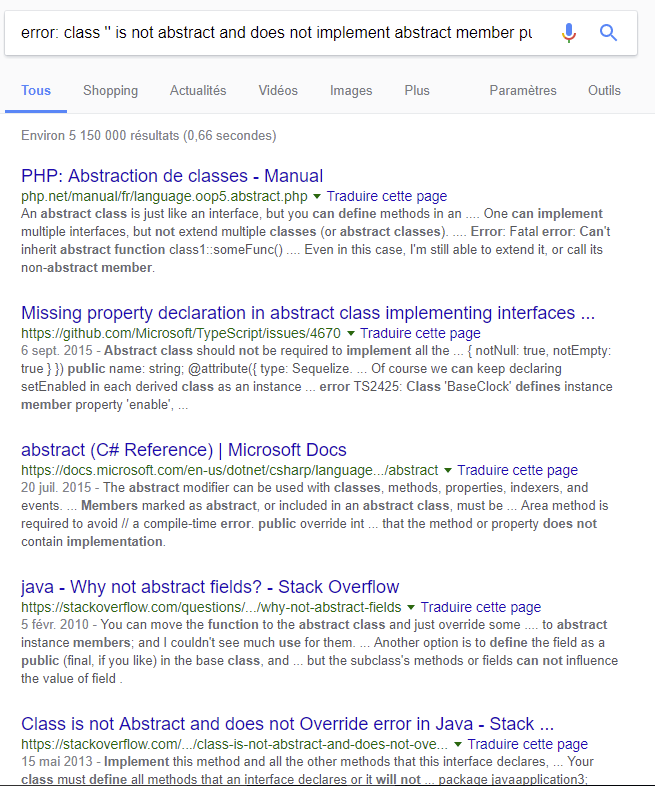 error: class '' is not abstract and does not implement abstract member pu
Tous Shopping Actualités Vidéos Images Plus Paramètres Outils
Environ 5 150 000 résultats (0,66 secondes)
PHP: Abstraction de classes - Manual
php.net/manual/fr/language.oop5.abstract.php ▼ Traduire cette page
An abstract class is just like an interface, but you can define methods in an .... One can implement
multiple interfaces, but not extend multiple classes (or abstract classes). .... Error: Fatal error: Can't
inherit abstract function class1::someFunc() .... Even in this case, I'm still able to extend it, or call its
non-abstract member.
Missing property declaration in abstract class implementing interfaces ...
https://github.com/Microsoft/TypeScript/issues/4670 ▼ Traduire cette page
6 sept. 2015 - Abstract class should not be required to implement all the ... { notNull: true, notEmpty:
true } }) public name: string; @attribute({ type: Sequelize. ... Of course we can keep declaring
setEnabled in each derived class as an instance ... error TS2425: Class 'BaseClock' defines instance
member property 'enable', ...
abstract (C# Reference) | Microsoft Docs
https://docs.microsoft.com/en-us/dotnet/csharp/language.../abstract ▼ Traduire cette page
20 juil. 2015 - The abstract modifier can be used with classes, methods, properties, indexers, and
events. ... Members marked as abstract, or included in an abstract class, must be ... Area method is
required to avoid // a compile-time error. public override int ... that the method or property does not
contain implementation.
java - Why not abstract fields? - Stack Overflow
https://stackoverflow.com/questions/.../why-not-abstract-fields ▼ Traduire cette page
5 févr. 2010 - You can move the function to the abstract class and just override some .... to abstract
instance members; and I couldn't see much use for them. ... Another option is to define the field as a
public (final, if you like) in the base class, and ... but the subclass's methods or fields can not influence
the value of field .
Class is not Abstract and does not Override error in Java - Stack ...
https://stackoverflow.com/.../class-is-not-abstract-and-does-not-ove... ▼ Traduire cette page
15 mai 2013 - Implement this method and all the other methods that this interface declares, ... Your
class must define all methods that an interface declares or it will not ... package javaapplication3;